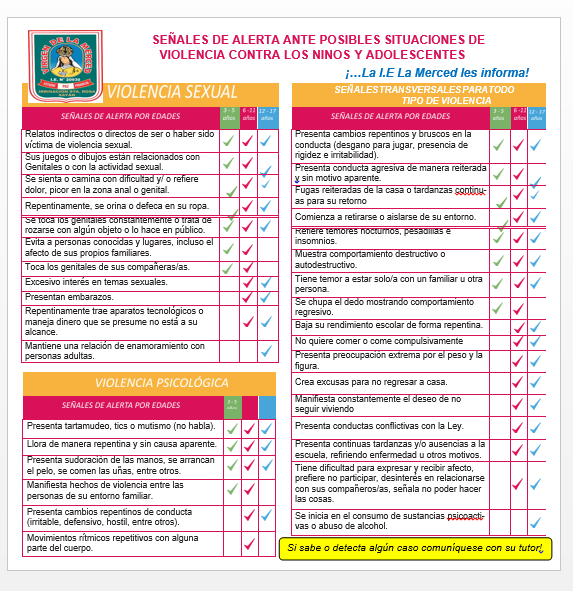 SEÑALES DE ALERTA ANTE POSIBLES SITUACIONES DE
VIOLENCIA CONTRA LOS NINOS Y ADOLESCENTES
¡…La I.E La Merced les informa!
VIRGEN DE LA MERCED
VIOLENCIA SEXUAL
SEÑALES DE ALERTA POR EDADES
3 - 5 años
6 -11 años
12 - 17 años
Relatos indirectos o directos de ser o haber sido
víctima de violencia sexual.
Sus juegos o dibujos están relacionados con
Genitales o con la actividad sexual.
Se sienta o camina con dificultad y/ o refiere
dolor, picor en la zona anal o genital.
Repentinamente, se orina o defeca en su ropa.
Se toca los genitales constantemente o trata de
rozarse con algún objeto o lo hace en público.
Evita a personas conocidas y lugares, incluso el
afecto de sus propios familiares.
Toca los genitales de sus compañeras/as.
Excesivo interés en temas sexuales.
Presentan embarazos.
Repentinamente trae aparatos tecnológicos o
maneja dinero que se presume no está a su
alcance.
Mantiene una relación de enamoramiento con
personas adultas.
VIOLENCIA PSICOLÓGICA
SEÑALES DE ALERTA POR EDADES
3 - 5 años
Presenta tartamudeo, tics o mutismo (no habla).
Llora de manera repentina y sin causa aparente.
Presenta sudoración de las manos, se arrancan
el pelo, se comen las uñas, entre otros.
Manifiesta hechos de violencia entre las
personas de su entorno familiar.
Presenta cambios repentinos de conducta
(irritable, defensivo, hostil, entre otros).
Movimientos rítmicos repetitivos con alguna
parte del cuerpo.
SEÑALES TRANSVERSALES PARA TODO
TIPO DE VIOLENCIA
SEÑALES DE ALERTA POR EDADES
3 - 5 años
6 -11 años
12 - 17 años
Presenta cambios repentinos y bruscos en la
conducta (desgano para jugar, presencia de
rigidez e irritabilidad).
Presenta conducta agresiva de manera reiterada
y sin motivo aparente.
Fugas reiteradas de la casa o tardanzas continu-
as para su retorno
Comienza a retirarse o aislarse de su entorno.
Refiere temores nocturnos, pesadillas e
insomnios.
Muestra comportamiento destructivo o
autodestructivo.
Tiene temor a estar solo/a con un familiar u otra
persona.
Se chupa el dedo mostrando comportamiento
regresivo.
Baja su rendimiento escolar de forma repentina.
No quiere comer o come compulsivamente
Presenta preocupación extrema por el peso y la
figura.
Crea excusas para no regresar a casa.
Manifiesta constantemente el deseo de no
seguir viviendo
Presenta conductas conflictivas con la Ley.
Presenta continuas tardanzas y/o ausencias a la
escuela, refiriendo enfermedad u otros motivos.
Tiene dificultad para expresar y recibir afecto,
prefiere no participar, desinterés en relacionarse
con sus compañeros/as, señala no poder hacer
las cosas.
Se inicia en el consumo de sustancias psicoacti-
vas o abuso de alcohol.
Si sabe o detecta algún caso comuníquese con su tutor¿